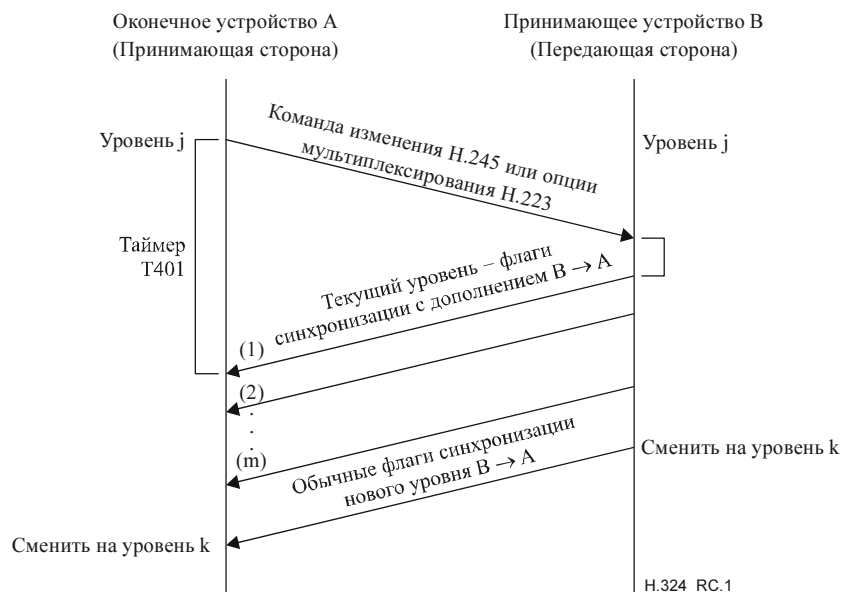 Оконечное устройство A
(Принимающая сторона)
Принимающее устройство B
(Передающая сторона)
Уровень j
Команда изменения H.245 или опции
мультиплексирования H.223
Уровень j
Таймер
T401
Текущий уровень – флаги
синхронизации с дополнением B → A
(1)
(2)
.
.
.
(m)
Обычные флаги синхронизации
нового уровня B → A
Сменить на уровень k
Сменить на уровень k
H.324_RC.1